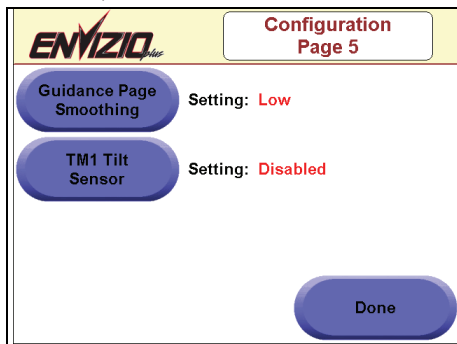 ENVIZIO plus
Configuration
Page 5
Guidance Page
Smoothing
Setting: Low
TM1 Tilt
Sensor
Setting: Disabled
Done